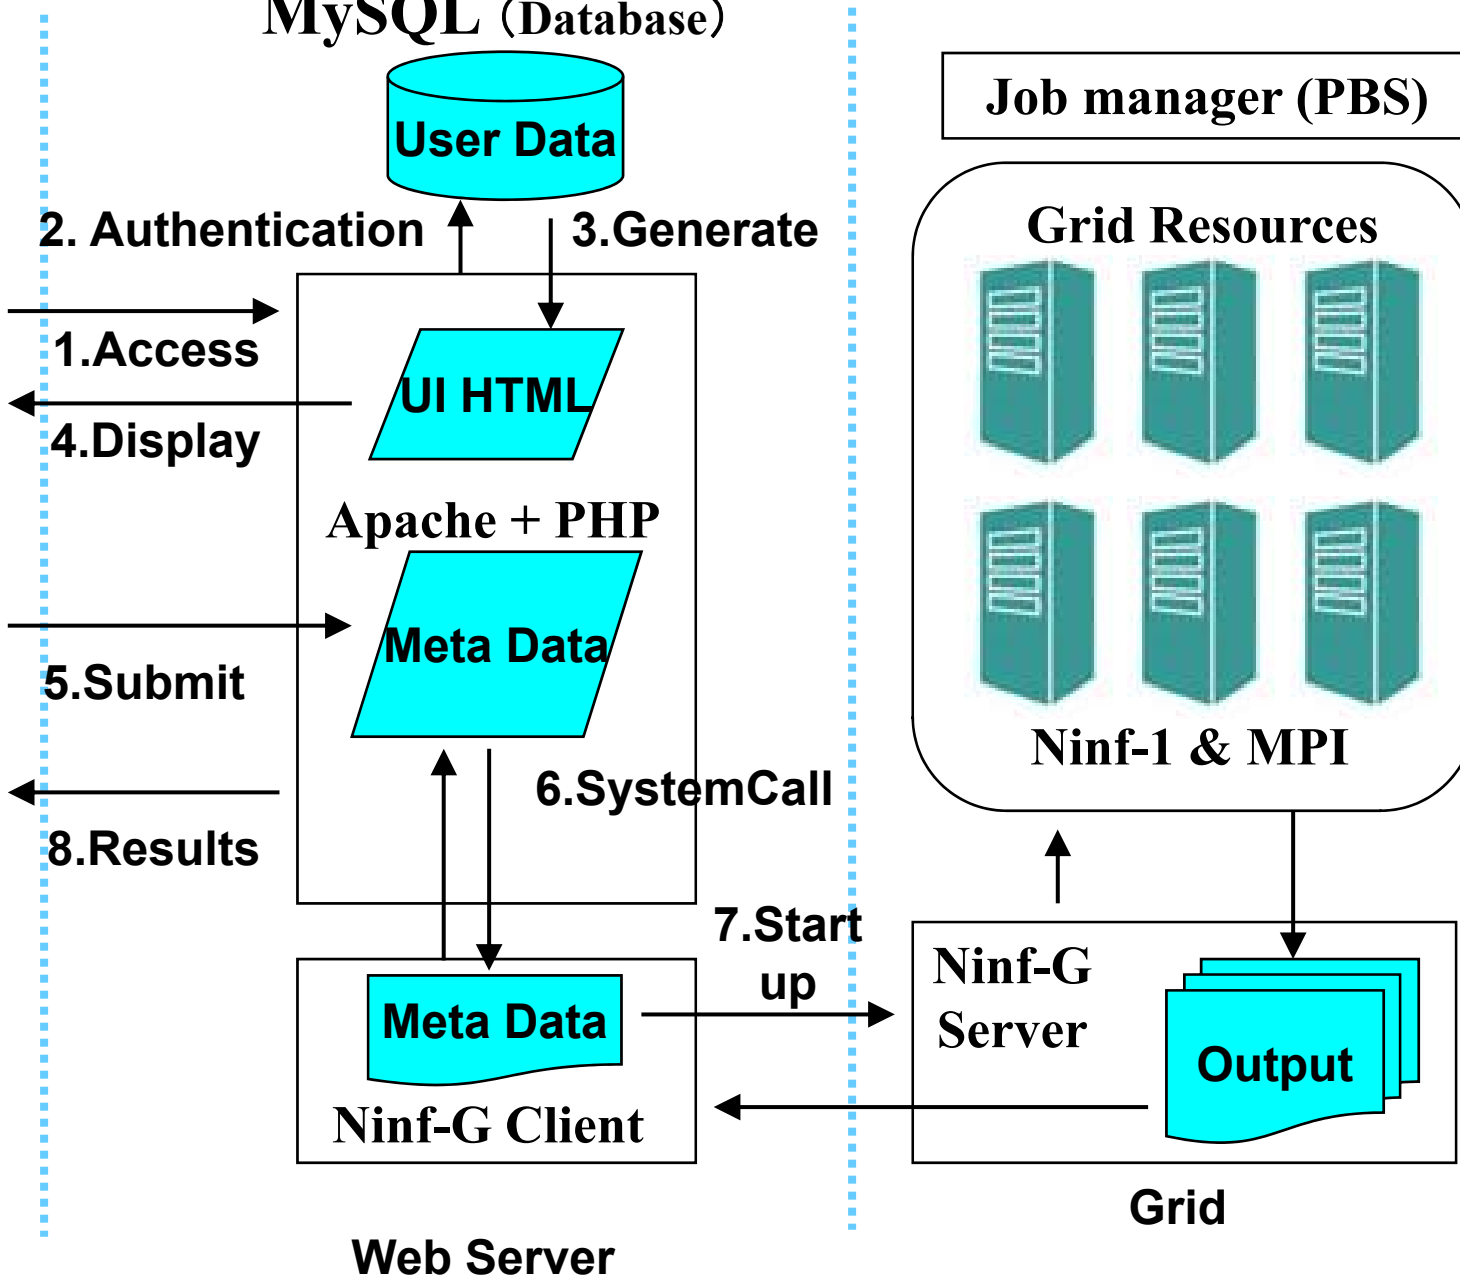 MySQL (Database)
User Data
2. Authentication
3.Generate
1.Access
UI HTML
4.Display
Apache + PHP
Meta Data
5.Submit
6.SystemCall
8.Results
7.Start
up
Meta Data
Ninf-G Client
Web Server
Job manager (PBS)
Grid Resources
Ninf-1 & MPI
Ninf-G
Server
Output
Grid